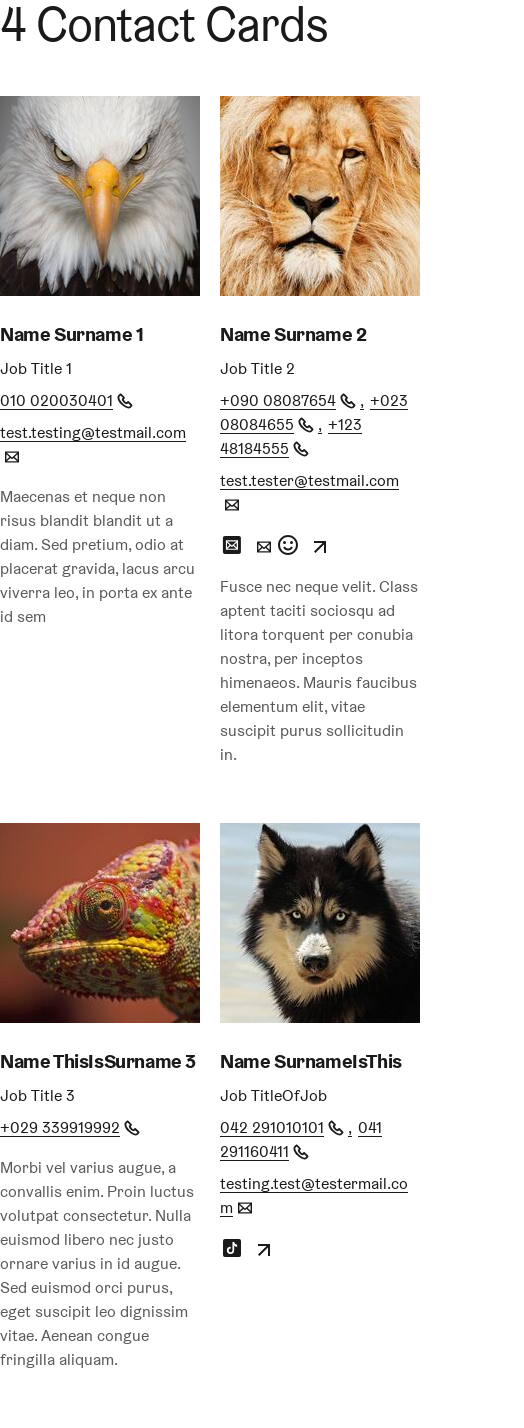 4 Contact Cards
Name Surname 1
Job Title 1
010 020030401
test.testing@testmail.com
Maecenas et neque non
risus blandit blandit ut a
diam. Sed pretium, odio at
placerat gravida, lacus arcu
viverra leo, in porta ex ante
id sem
Name Surname 2
Job Title 2
+090 08087654 , +023
08084655 , +123
48184555
test.tester@testmail.com
Fusce nec neque velit. Class
aptent taciti sociosqu ad
litora torquent per conubia
nostra, per inceptos
himenaeos. Mauris faucibus
elementum elit, vitae
suscipit purus sollicitudin
in.
Name ThisIsSurname 3
Job Title 3
+029 339919992
Morbi vel varius augue, a
convallis enim. Proin luctus
volutpat consectetur. Nulla
euismod libero nec justo
ornare varius in id augue.
Sed euismod orci purus,
eget suscipit leo dignissim
vitae. Aenean congue
fringilla aliquam.
Name SurnameIsThis
Job TitleOfJob
042 291010101 , 041
291160411
testing.test@testermail.co
m